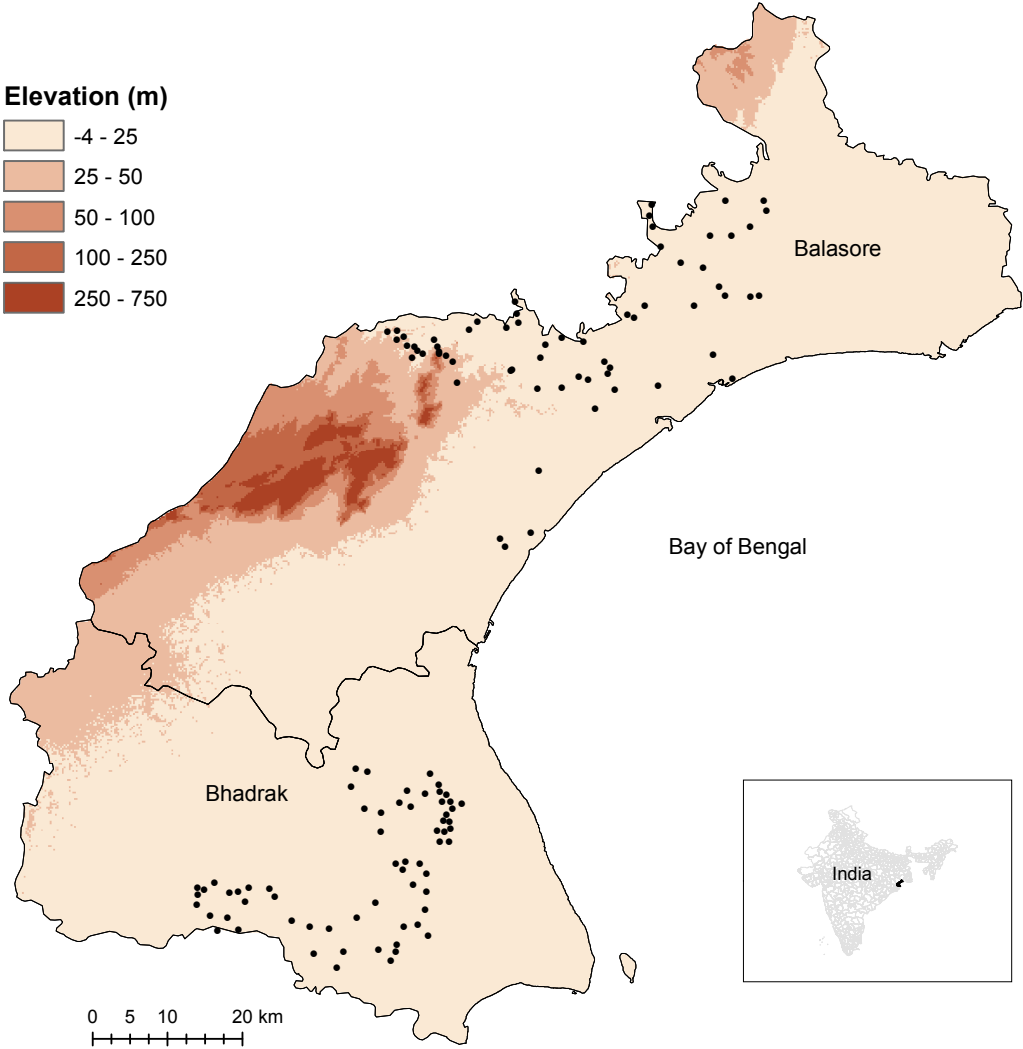 Elevation (m)
-4 - 25
25 - 50
50 - 100
100 - 250
250 - 750
Balasore
Bay of Bengal
Bhadrak
India
0 5 10 20 km